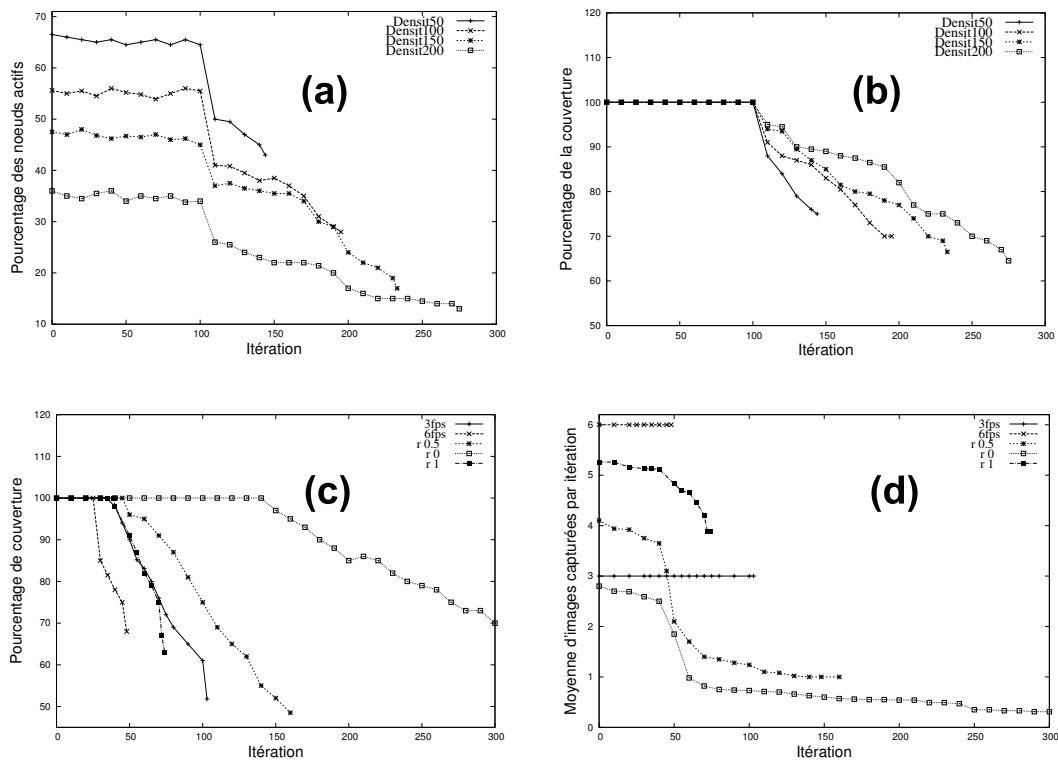 70
60
50
40
30
20
10
0
50
100
150
200
250
300
Pourcentage des noeuds actifs
Itération
(a)
Densit50
Densit100
Densit150
Densit200
120
110
100
90
80
70
60
50
0
50
100
150
200
250
300
Pourcentage de la couverture
Itération
(b)
Densit50
Densit100
Densit150
Densit200
120
110
100
90
80
70
60
50
0
50
100
150
200
250
300
Pourcentage de couverture
Itération
(c)
3fps
6fps
r 0.5
r 0
r 1
6
5
4
3
2
1
0
0
50
100
150
200
250
300
Moyenne d'images capturées par itération
Itération
(d)
3fps
6fps
r 0.5
r 0
r 1